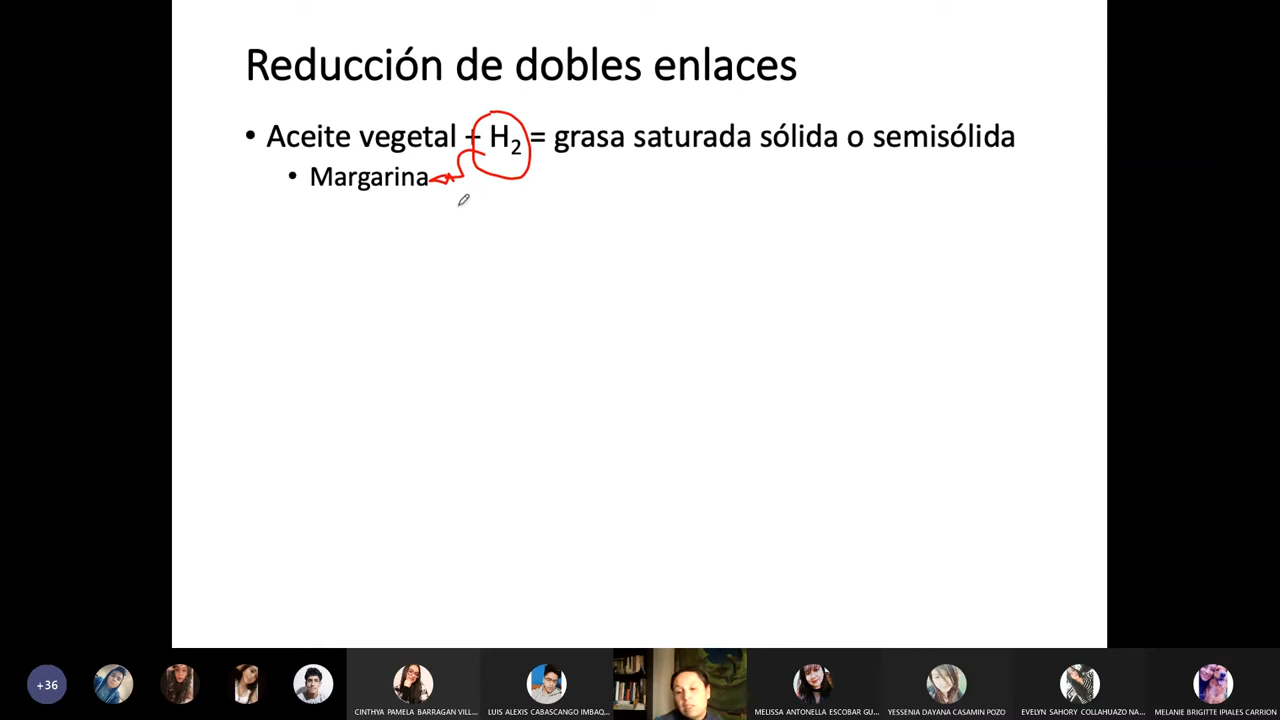 Reducción de dobles enlaces
• Aceite vegetal + H₂ = grasa saturada sólida o semisólida
• Margarina
+36
CINTHYA PAMELA BARRAGAN VILL...
LUIS ALEXIS CABASCANGO IMBAQ...
MELISSA ANTONELLA ESCOBAR GU...
YESSENIA DAYANA CASAMIN POZO
EVELYN SAHORY COLLAHUAZO NA...
MELANIE BRIGITTE IPIALES CARRION